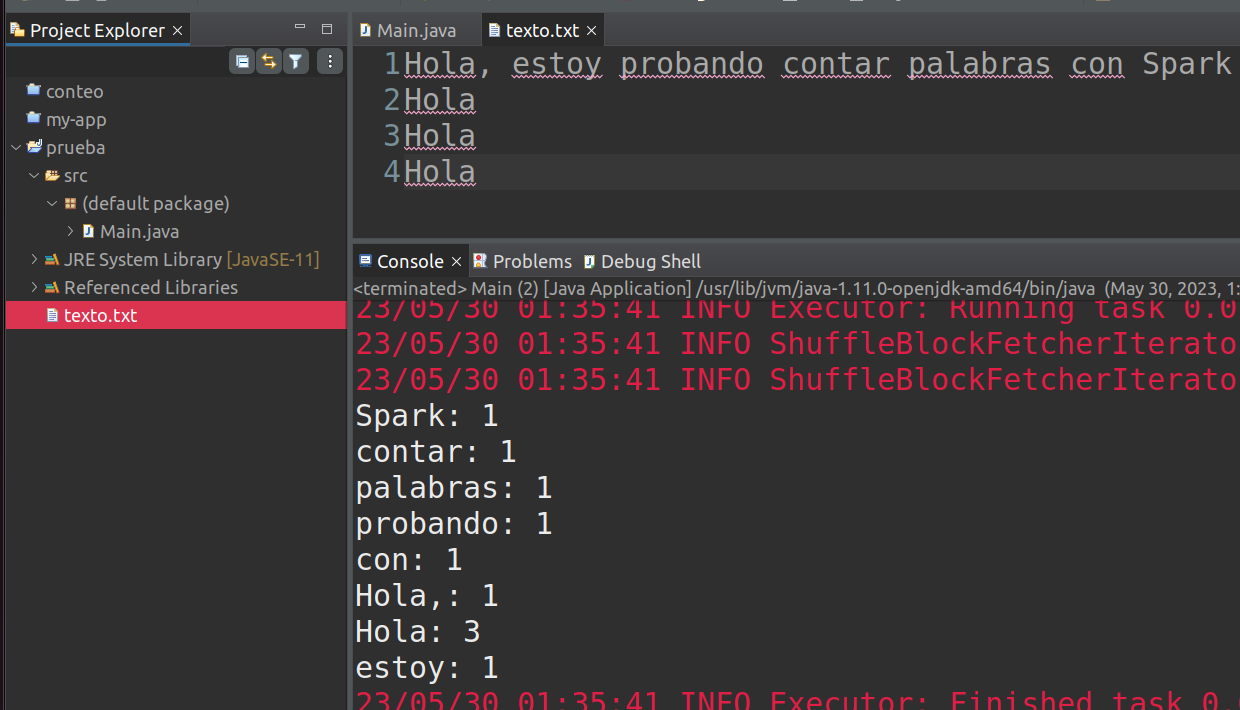 Project Explorer
conteo
my-app
prueba
src
(default package)
Main.java
JRE System Library [JavaSE-11]
Referenced Libraries
texto.txt
Main.java texto.txt
1 Hola, estoy probando contar palabras con Spark
2 Hola
3 Hola
4 Hola
Console Problems Debug Shell
<terminated> Main (2) [Java Application] /usr/lib/jvm/java-1.11.0-openjdk-amd64/bin/java (May 30, 2023, 1:
23/05/30 01:35:41 INFO Executor: Running task 0.0
23/05/30 01:35:41 INFO ShuffleBlockFetcherIterato
23/05/30 01:35:41 INFO ShuffleBlockFetcherIterato
Spark: 1
contar: 1
palabras: 1
probando: 1
con: 1
Hola,: 1
Hola: 3
estoy: 1
23/05/30 01:35:41 INFO Executor: Finished task 0.